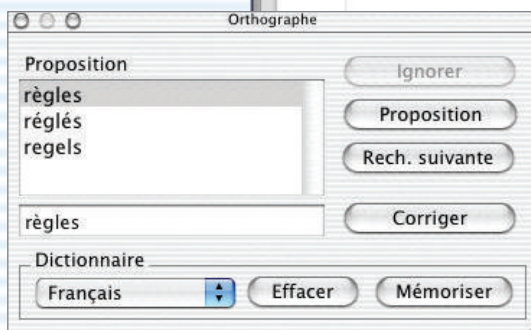 Orthographe
Proposition
règles
réglés
regels
Ignorer
Proposition
Rech. suivante
règles
Corriger
Dictionnaire
Français
Effacer
Mémoriser